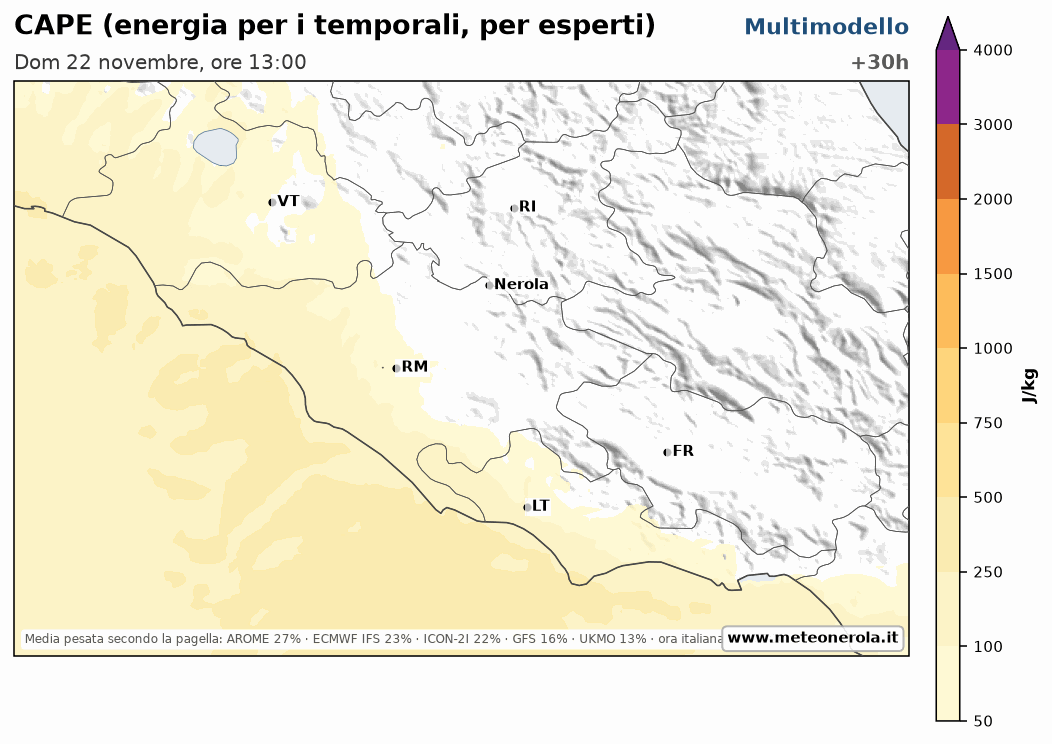 CAPE (energia per i temporali, per esperti)
Multimodello
Dom 22 novembre, ore 13:00
+30h
4000
3000
2000
1500
1000
750
500
250
100
50
J/kg
VT
RI
Nerola
RM
FR
LT
Media pesata secondo la pagella: AROME 27% · ECMWF IFS 23% · ICON-2I 22% · GFS 16% · UKMO 13% · ora italiana
www.meteonerola.it